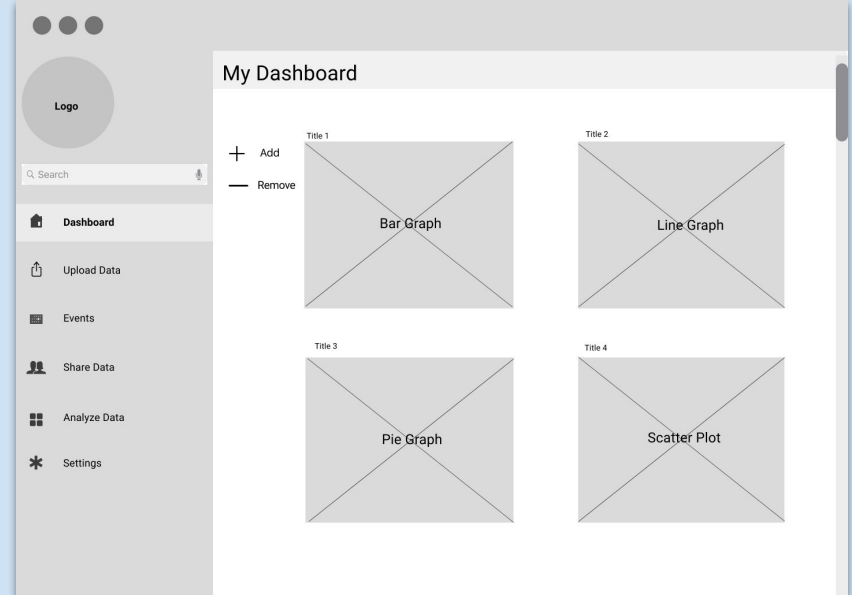 My Dashboard
Logo
Search
Dashboard
Upload Data
Events
Share Data
Analyze Data
Settings
Add
Remove
Title 1
Bar Graph
Title 2
Line Graph
Title 3
Pie Graph
Title 4
Scatter Plot